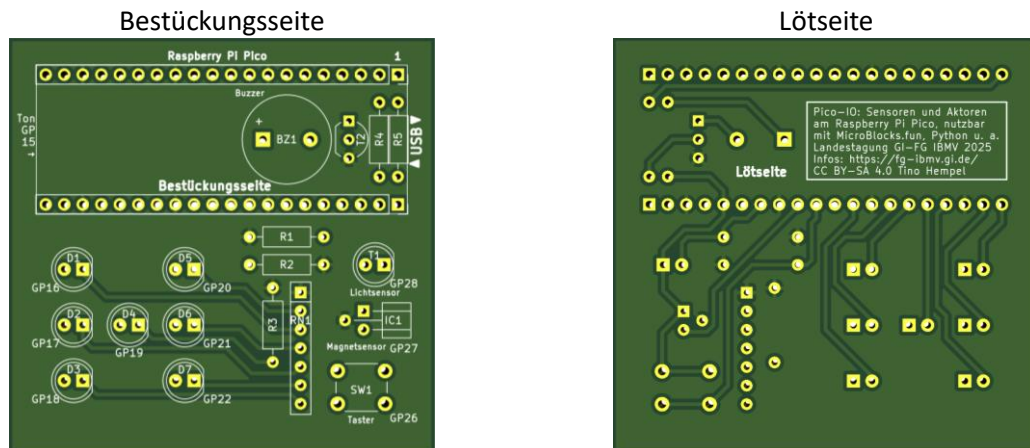 Bestückungsseite
Raspberry Pi Pico 1
Buzzer
Ton
GP
15
→
+
BZ1
T2
R4
R5
◄ USB ►
Bestückungsseite
R1
R2
R3
RN1
D1
GP16
D5
GP20
T1
GP28
Lichtsensor
D2
GP17
D4
GP19
D6
GP21
IC1
Magnetsensor
GP27
D3
GP18
D7
GP22
SW1
Taster
GP26
Lötseite
Pico-IO: Sensoren und Aktoren
am Raspberry Pi Pico, nutzbar
mit MicroBlocks.fun, Python u. a.
Landestagung GI-FG IBMV 2025
Infos: https://fg-ibmv.gi.de/
CC BY-SA 4.0 Tino Hempel
Lötseite